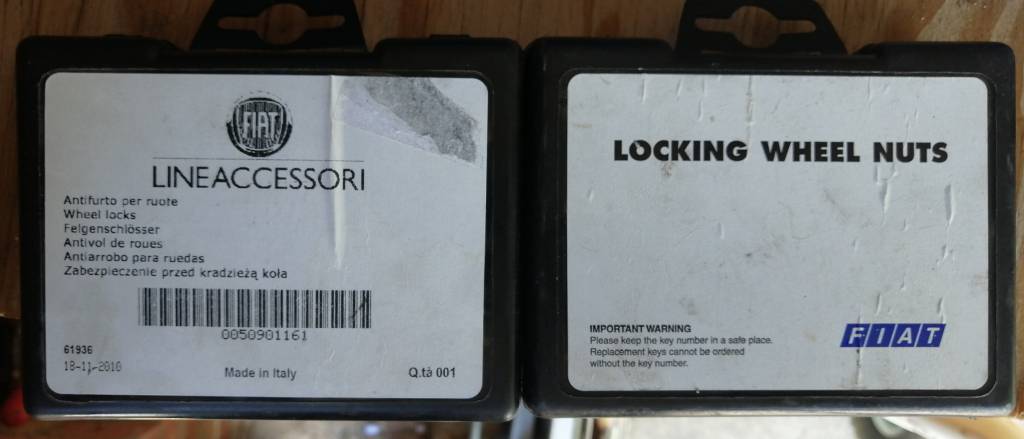 FIAT
LINEACCESSORI
Antifurto per ruote
Wheel locks
Felgenschlösser
Antivol de roues
Antiarrobo para ruedas
Zabezpieczenie przed kradzieżą koła
0050901161
61936
18-11-2010
Made in Italy
Q.tà 001
LOCKING WHEEL NUTS
IMPORTANT WARNING
Please keep the key number in a safe place.
Replacement keys cannot be ordered
without the key number.
FIAT